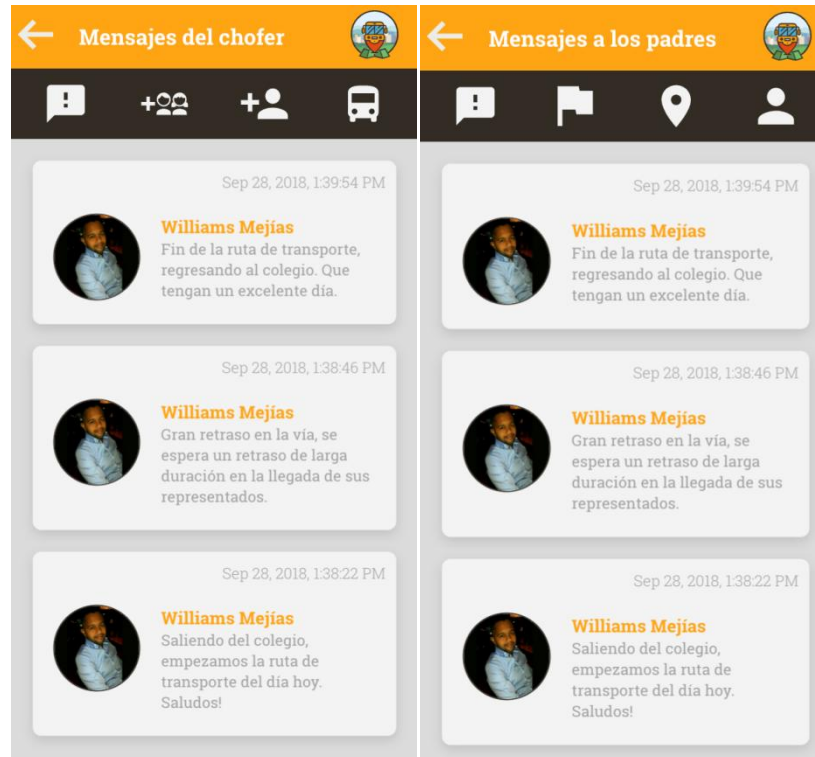 Mensajes del chofer
Sep 28, 2018, 1:39:54 PM
Williams Mejías
Fin de la ruta de transporte,
regresando al colegio. Que
tengan un excelente día.
Sep 28, 2018, 1:38:46 PM
Williams Mejías
Gran retraso en la vía, se
espera un retraso de larga
duración en la llegada de sus
representados.
Sep 28, 2018, 1:38:22 PM
Williams Mejías
Saliendo del colegio,
empezamos la ruta de
transporte del día hoy.
Saludos!
Mensajes a los padres
Sep 28, 2018, 1:39:54 PM
Williams Mejías
Fin de la ruta de transporte,
regresando al colegio. Que
tengan un excelente día.
Sep 28, 2018, 1:38:46 PM
Williams Mejías
Gran retraso en la vía, se
espera un retraso de larga
duración en la llegada de sus
representados.
Sep 28, 2018, 1:38:22 PM
Williams Mejías
Saliendo del colegio,
empezamos la ruta de
transporte del día hoy.
Saludos!